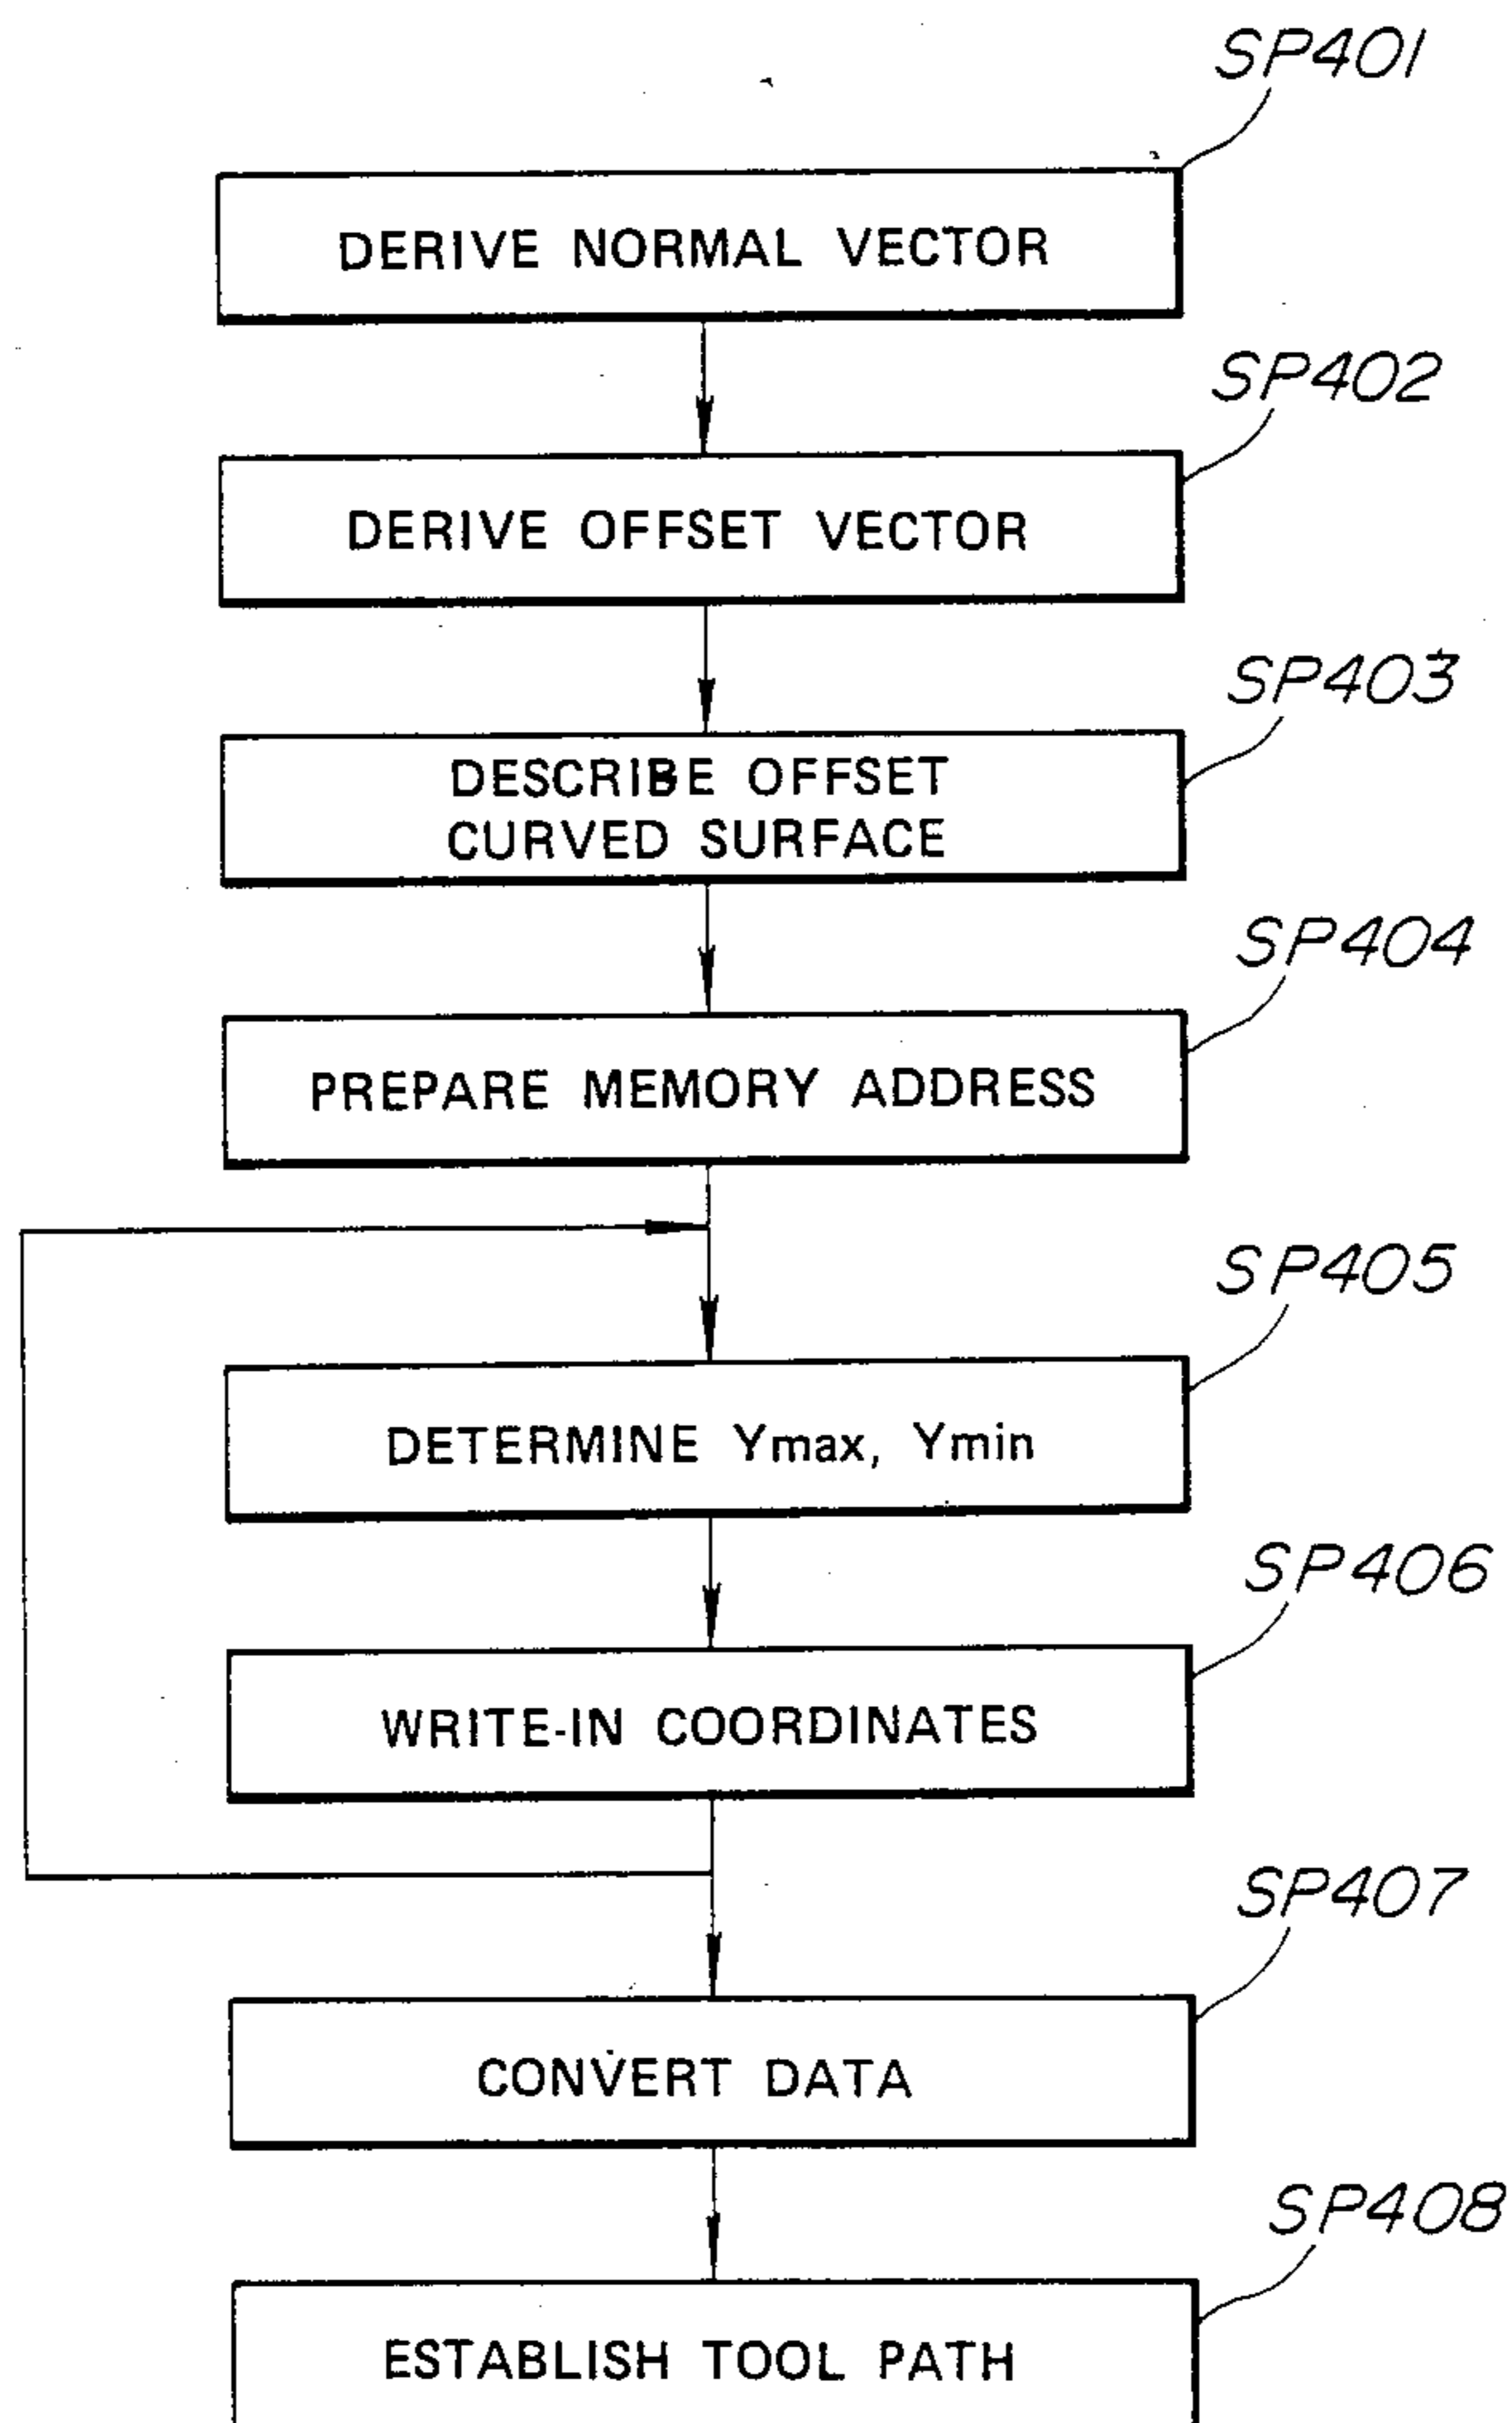 SP401
DERIVE NORMAL VECTOR
SP402
DERIVE OFFSET VECTOR
SP403
DESCRIBE OFFSET
CURVED SURFACE
SP404
PREPARE MEMORY ADDRESS
SP405
DETERMINE Ymax, Ymin
SP406
WRITE-IN COORDINATES
SP407
CONVERT DATA
SP408
ESTABLISH TOOL PATH